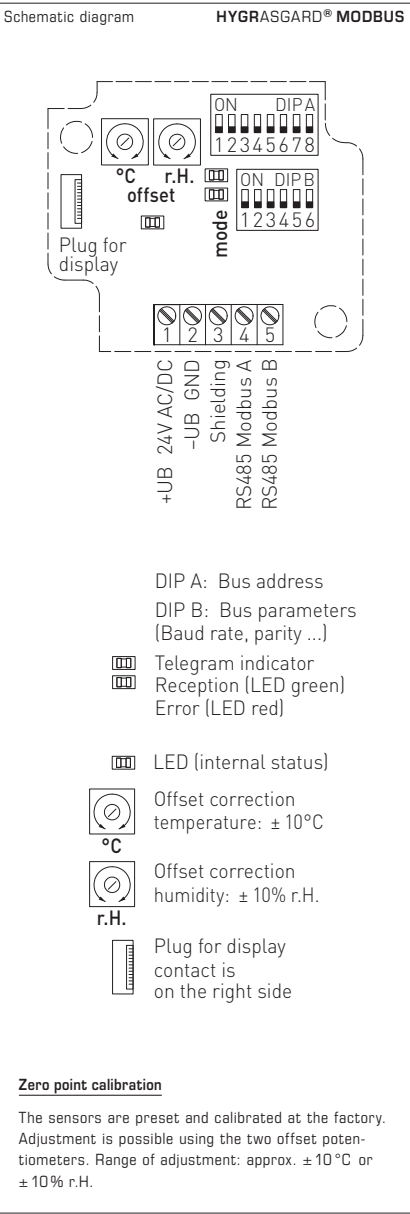 Schematic diagram HYGRASGARD® MODBUS
ON DIP A
1 2 3 4 5 6 7 8
°C r.H.
offset
ON DIP B
1 2 3 4 5 6
mode
Plug for
display
1 2 3 4 5
+UB 24V AC/DC
–UB GND
Shielding
RS485 Modbus A
RS485 Modbus B
DIP A: Bus address
DIP B: Bus parameters
(Baud rate, parity ...)
Telegram indicator
Reception (LED green)
Error (LED red)
LED (internal status)
Offset correction
temperature: ± 10°C
°C
Offset correction
humidity: ± 10% r.H.
r.H.
Plug for display
contact is
on the right side
Zero point calibration
The sensors are preset and calibrated at the factory.
Adjustment is possible using the two offset poten-
tiometers. Range of adjustment: approx. ± 10 °C or
± 10% r.H.